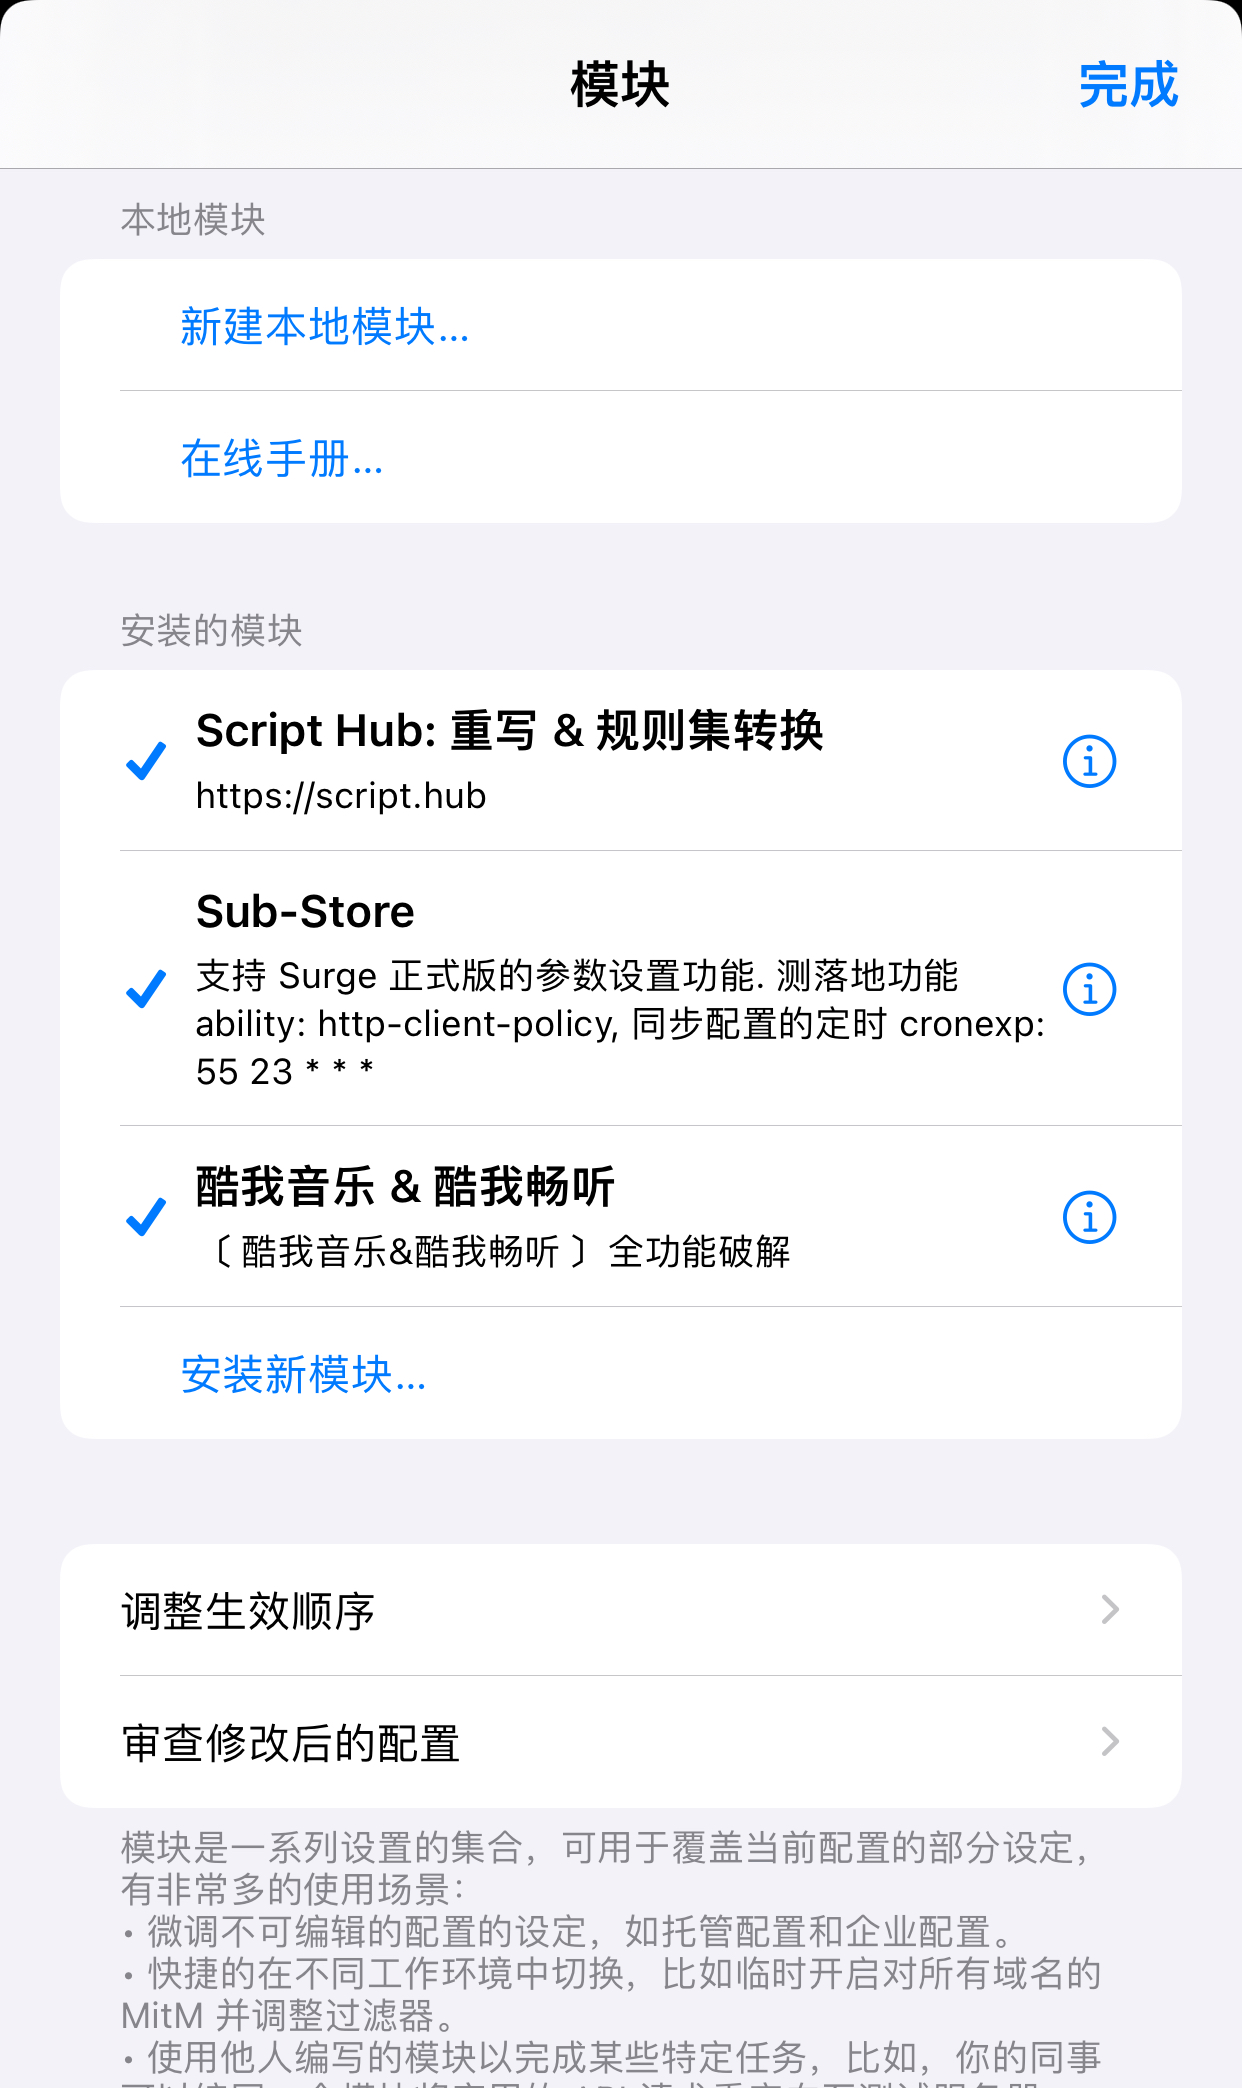 模块
完成
本地模块
新建本地模块...
在线手册...
安装的模块
Script Hub: 重写 & 规则集转换
https://script.hub
Sub-Store
支持 Surge 正式版的参数设置功能. 测落地功能
ability: http-client-policy, 同步配置的定时 cronexp:
55 23 * * *
酷我音乐 & 酷我畅听
〔 酷我音乐&酷我畅听 〕全功能破解
安装新模块...
调整生效顺序
审查修改后的配置
模块是一系列设置的集合，可用于覆盖当前配置的部分设定，
有非常多的使用场景：
• 微调不可编辑的配置的设定，如托管配置和企业配置。
• 快捷的在不同工作环境中切换，比如临时开启对所有域名的
MitM 并调整过滤器。
• 使用他人编写的模块以完成某些特定任务，比如，你的同事